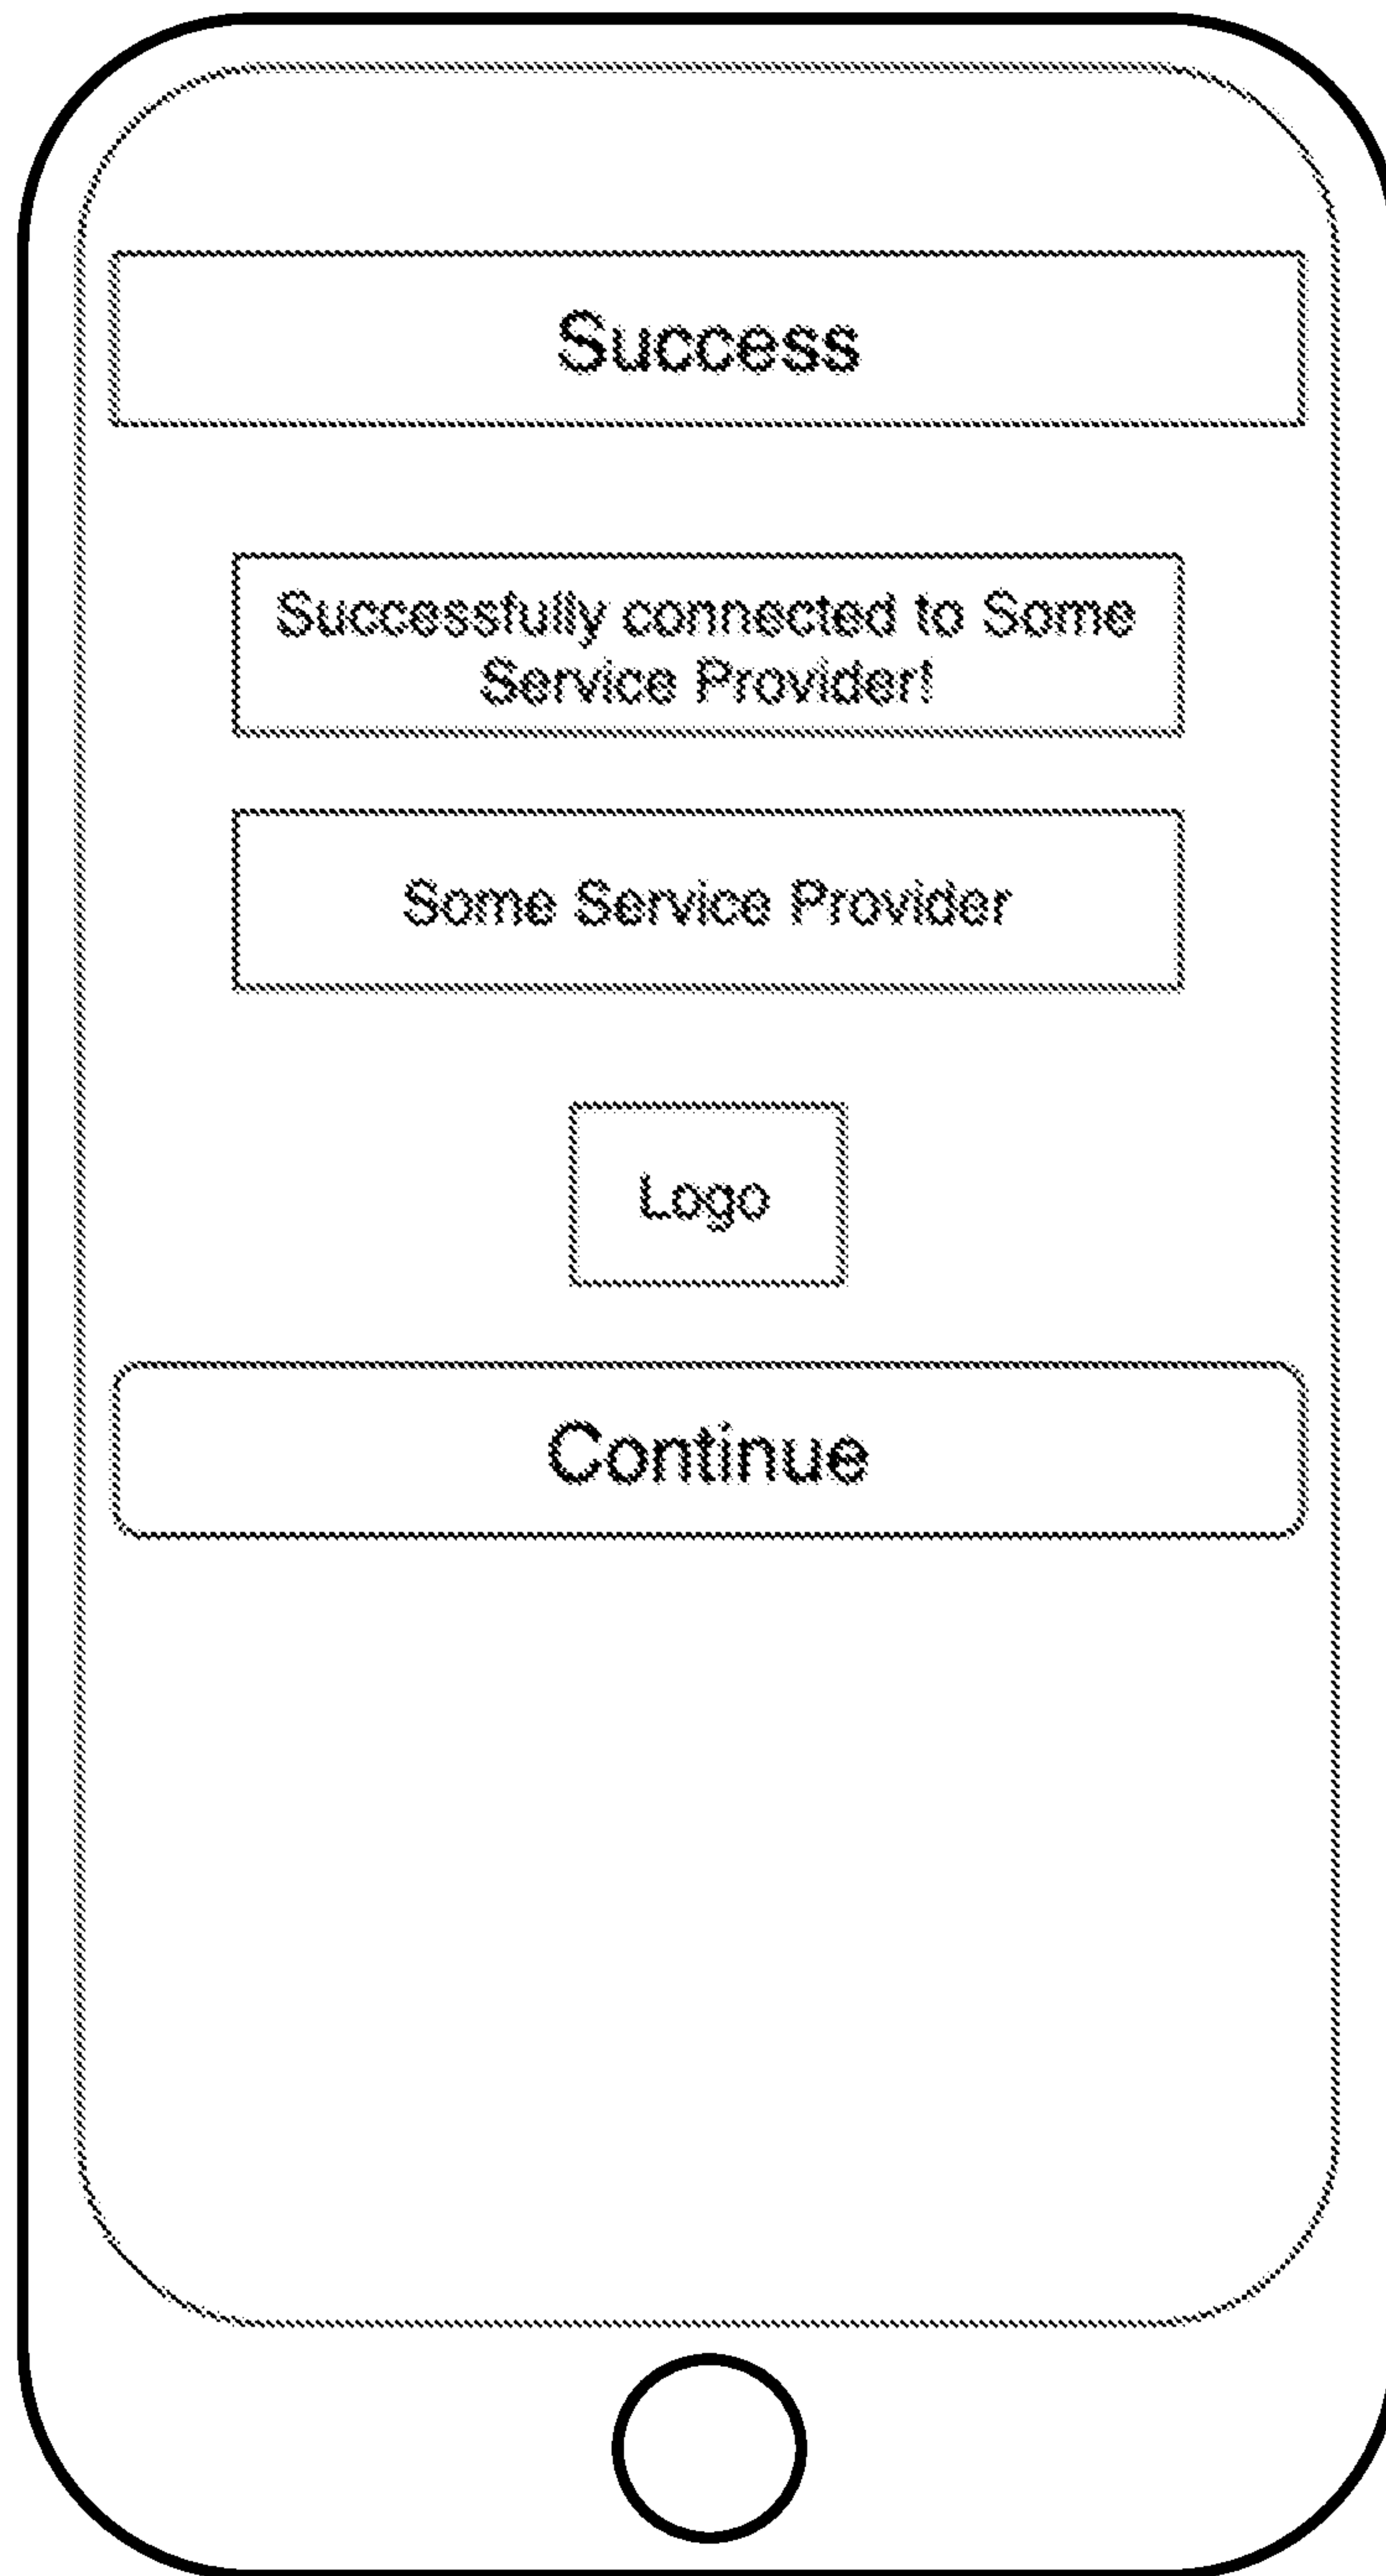 Success
Successfully connected to Some
Service Provider!
Some Service Provider
Logo
Continue